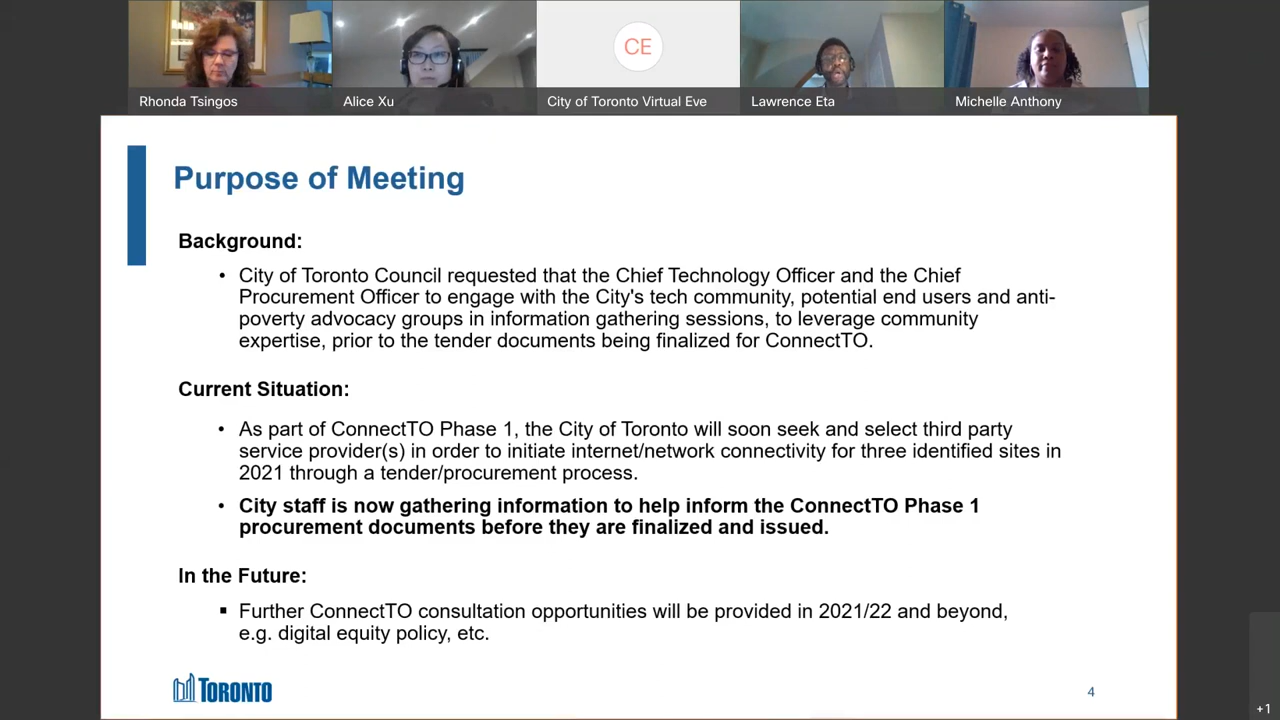 CE
Rhonda Tsingos
Alice Xu
City of Toronto Virtual Eve
Lawrence Eta
Michelle Anthony
Purpose of Meeting
Background:
• City of Toronto Council requested that the Chief Technology Officer and the Chief
Procurement Officer to engage with the City's tech community, potential end users and anti-
poverty advocacy groups in information gathering sessions, to leverage community
expertise, prior to the tender documents being finalized for ConnectTO.
Current Situation:
• As part of ConnectTO Phase 1, the City of Toronto will soon seek and select third party
service provider(s) in order to initiate internet/network connectivity for three identified sites in
2021 through a tender/procurement process.
• City staff is now gathering information to help inform the ConnectTO Phase 1
procurement documents before they are finalized and issued.
In the Future:
▪ Further ConnectTO consultation opportunities will be provided in 2021/22 and beyond,
e.g. digital equity policy, etc.
TORONTO
4
+1